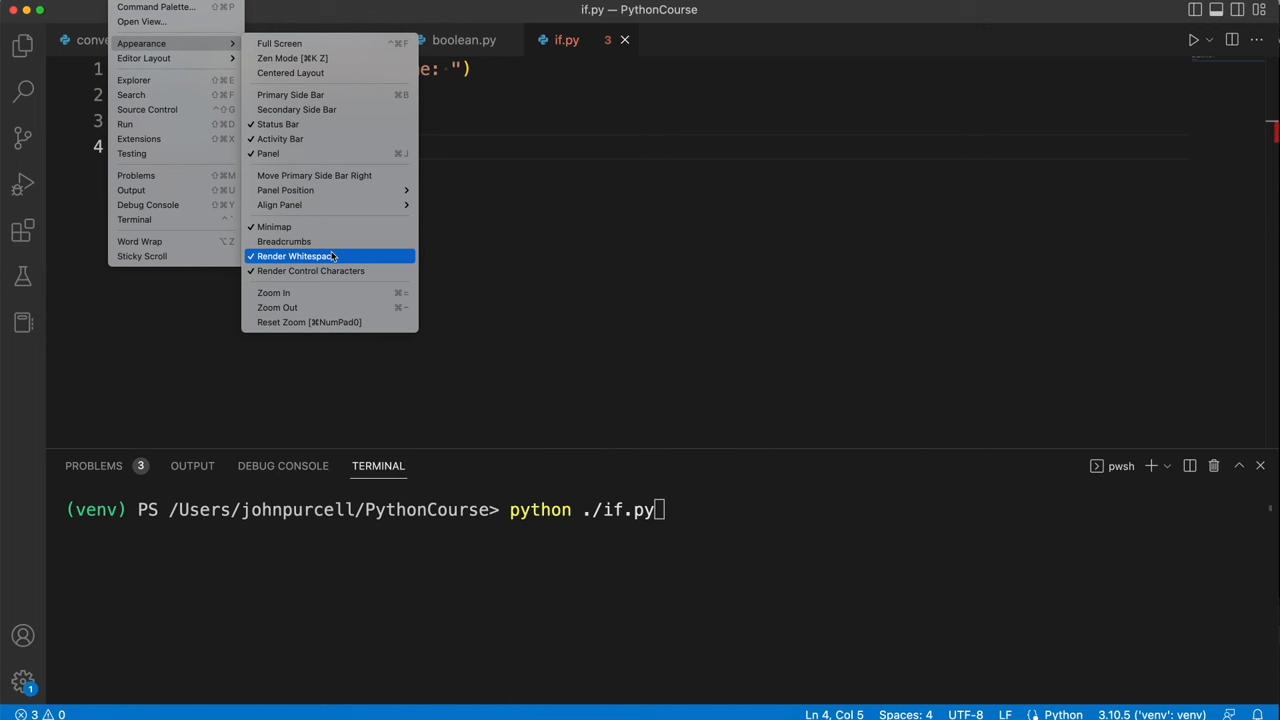 if.py — PythonCourse
Command Palette... ⇧⌘P
Open View...
Appearance
Editor Layout
Explorer ⇧⌘E
Search ⇧⌘F
Source Control ^⇧G
Run ⇧⌘D
Extensions ⇧⌘X
Testing
Problems ⇧⌘M
Output ⇧⌘U
Debug Console ⇧⌘Y
Terminal ^`
Word Wrap ⌥Z
Sticky Scroll
Full Screen ^⌘F
Zen Mode [⌘K Z]
Centered Layout
Primary Side Bar ⌘B
Secondary Side Bar
✓ Status Bar
✓ Activity Bar
✓ Panel ⌘J
Move Primary Side Bar Right
Panel Position
Align Panel
✓ Minimap
Breadcrumbs
✓ Render Whitespac
✓ Render Control Characters
Zoom In ⌘=
Zoom Out ⌘-
Reset Zoom [⌘NumPad0]
conve
boolean.py
if.py 3
1 e: · ")
2
3
4
PROBLEMS 3 OUTPUT DEBUG CONSOLE TERMINAL pwsh
(venv) PS /Users/johnpurcell/PythonCourse> python ./if.py
1
3 0 Ln 4, Col 5 Spaces: 4 UTF-8 LF Python 3.10.5 ('venv': venv)